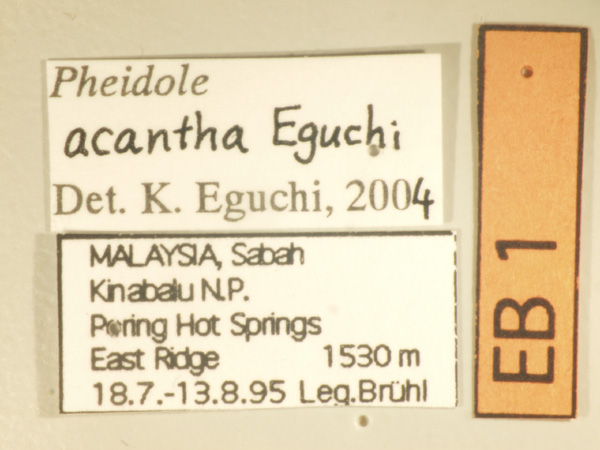 Pheidole
acantha Eguchi
Det. K. Eguchi, 2004
MALAYSIA, Sabah
Kinabalu N.P.
Poring Hot Springs
East Ridge 1530 m
18.7.-13.8.95 Leg.Brühl
EB 1